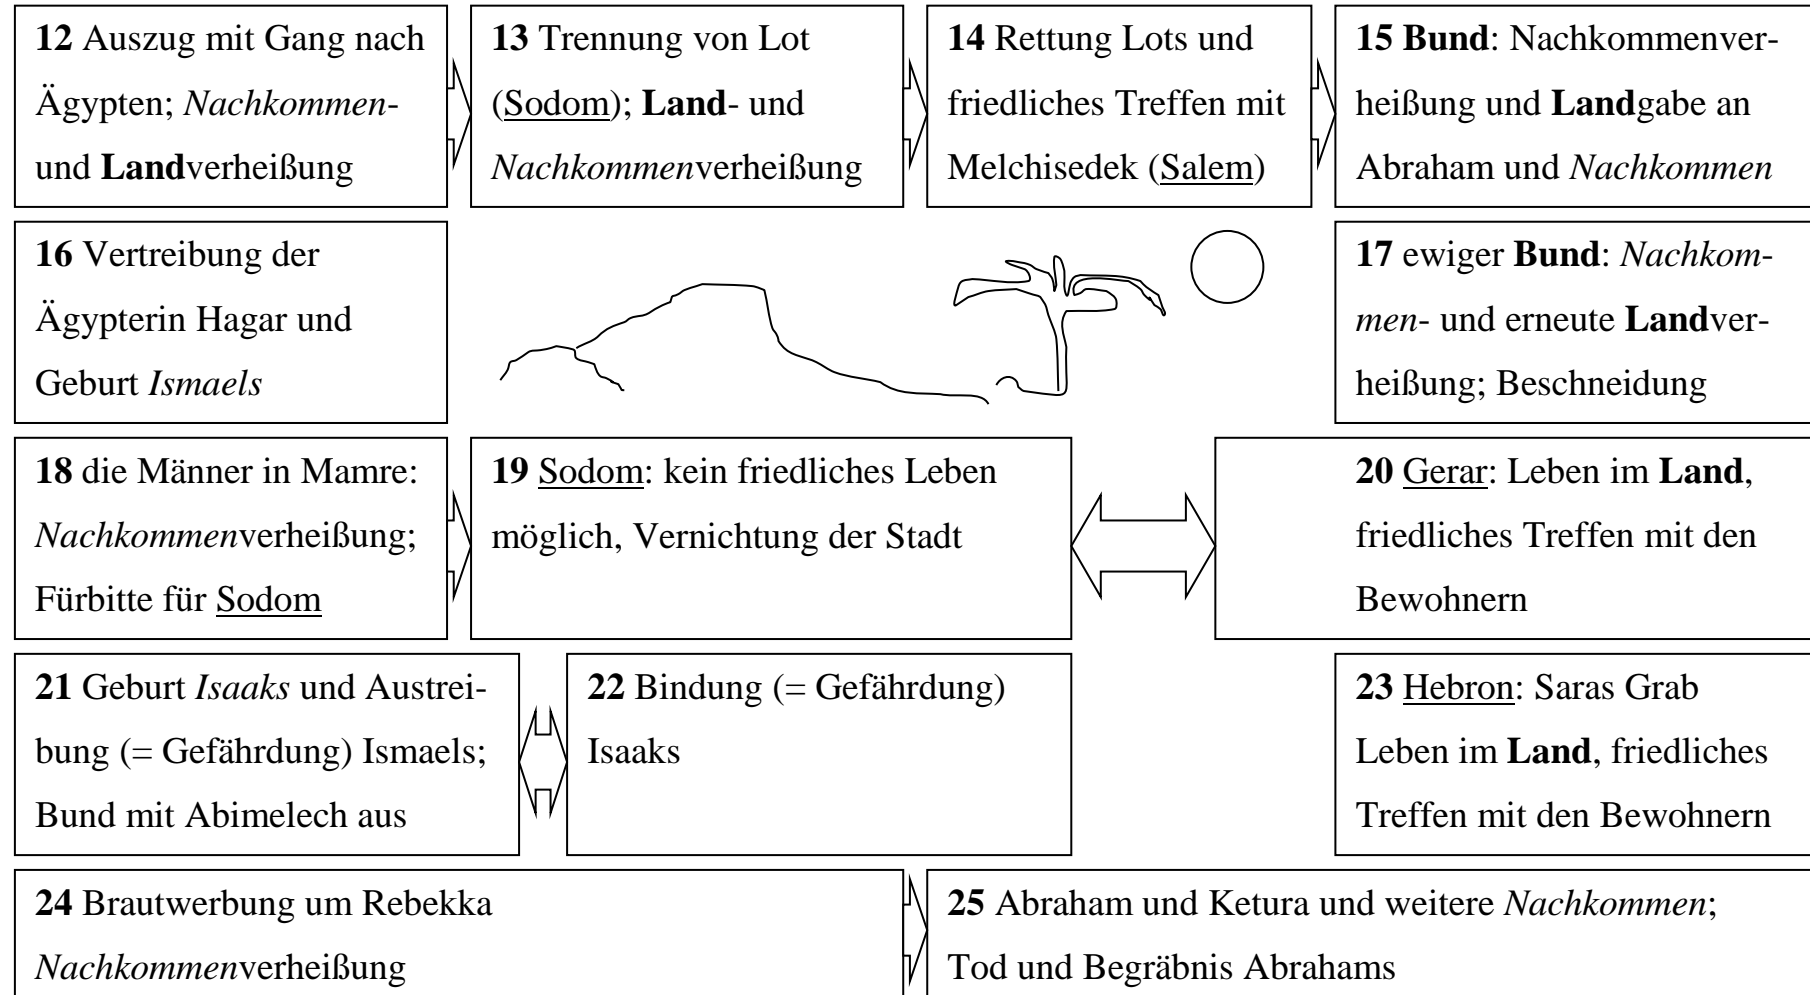 12 Auszug mit Gang nach
Ägypten; Nachkommen-
und Landverheißung
13 Trennung von Lot
(Sodom); Land- und
Nachkommenverheißung
14 Rettung Lots und
friedliches Treffen mit
Melchisedek (Salem)
15 Bund: Nachkommenver-
heißung und Landgabe an
Abraham und Nachkommen
16 Vertreibung der
Ägypterin Hagar und
Geburt Ismaels
17 ewiger Bund: Nachkom-
men- und erneute Landver-
heißung; Beschneidung
18 die Männer in Mamre:
Nachkommenverheißung;
Fürbitte für Sodom
19 Sodom: kein friedliches Leben
möglich, Vernichtung der Stadt
20 Gerar: Leben im Land,
friedliches Treffen mit den
Bewohnern
21 Geburt Isaaks und Austrei-
bung (= Gefährdung) Ismaels;
Bund mit Abimelech aus
22 Bindung (= Gefährdung)
Isaaks
23 Hebron: Saras Grab
Leben im Land, friedliches
Treffen mit den Bewohnern
24 Brautwerbung um Rebekka
Nachkommenverheißung
25 Abraham und Ketura und weitere Nachkommen;
Tod und Begräbnis Abrahams